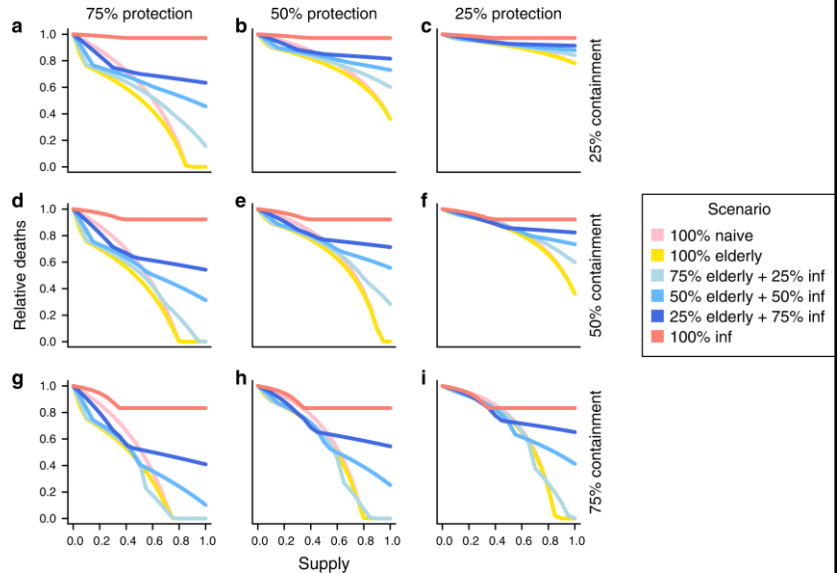 75% protection 50% protection 25% protection
a b c
1.0
0.8
0.6
0.4
0.2
0.0
25% containment
d e f
1.0
0.8
0.6
0.4
0.2
0.0
Relative deaths
50% containment
g h i
1.0
0.8
0.6
0.4
0.2
0.0
75% containment
0.0 0.2 0.4 0.6 0.8 1.0 0.0 0.2 0.4 0.6 0.8 1.0 0.0 0.2 0.4 0.6 0.8 1.0
Supply
Scenario
100% naive
100% elderly
75% elderly + 25% inf
50% elderly + 50% inf
25% elderly + 75% inf
100% inf